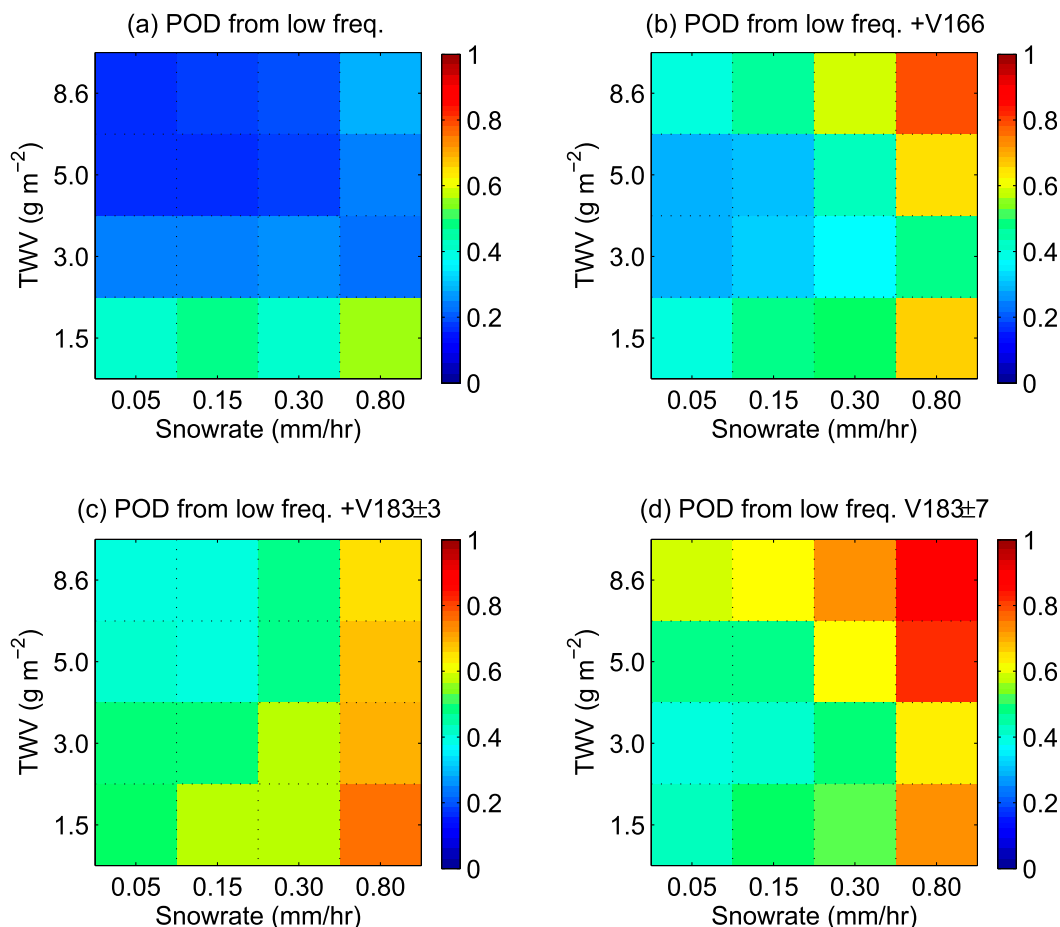 (a) POD from low freq.
8.6
5.0
3.0
1.5
TWV (g m−2)
0.05 0.15 0.30 0.80
Snowrate (mm/hr)
1
0.8
0.6
0.4
0.2
0
(b) POD from low freq. +V166
8.6
5.0
3.0
1.5
TWV (g m−2)
0.05 0.15 0.30 0.80
Snowrate (mm/hr)
1
0.8
0.6
0.4
0.2
0
(c) POD from low freq. +V183±3
8.6
5.0
3.0
1.5
TWV (g m−2)
0.05 0.15 0.30 0.80
Snowrate (mm/hr)
1
0.8
0.6
0.4
0.2
0
(d) POD from low freq. V183±7
8.6
5.0
3.0
1.5
TWV (g m−2)
0.05 0.15 0.30 0.80
Snowrate (mm/hr)
1
0.8
0.6
0.4
0.2
0